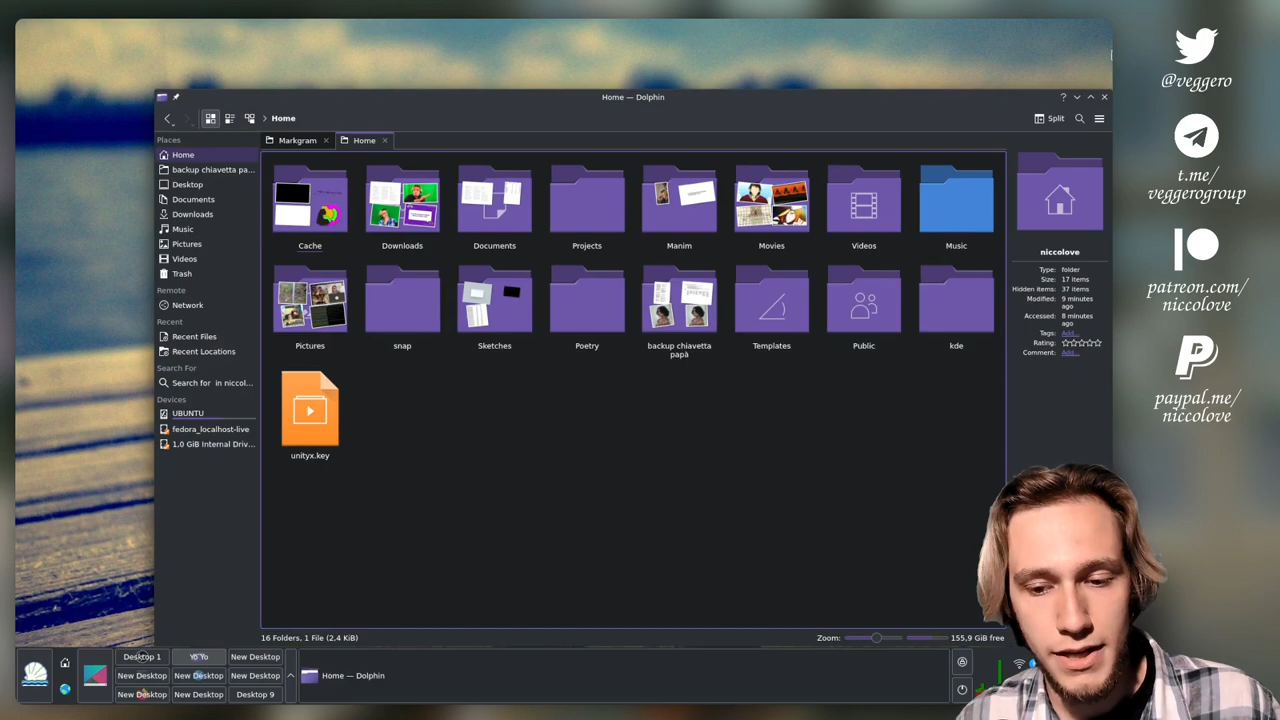 @veggero
t.me/
veggerogroup
patreon.com/
niccolove
paypal.me/
niccolove
Home — Dolphin
Home
Split
Places
Home
backup chiavetta pa...
Desktop
Documents
Downloads
Music
Pictures
Videos
Trash
Remote
Network
Recent
Recent Files
Recent Locations
Search For
Search for in niccol...
Devices
UBUNTU
fedora_localhost-live
1,0 GiB Internal Driv...
Markgram
Home
Cache
Downloads
Documents
Projects
Manim
Movies
Videos
Music
Pictures
snap
Sketches
Poetry
backup chiavetta
papà
Templates
Public
kde
unityx.key
niccolove
Type: folder
Size: 17 items
Hidden items: 37 items
Modified: 9 minutes
ago
Accessed: 8 minutes
ago
Tags: Add...
Rating:
Comment: Add...
16 Folders, 1 File (2,4 KiB)
Zoom:
155,9 GiB free
Desktop 1
Yo Yo
New Desktop
New Desktop
New Desktop
New Desktop
New Desktop
New Desktop
Desktop 9
Home — Dolphin